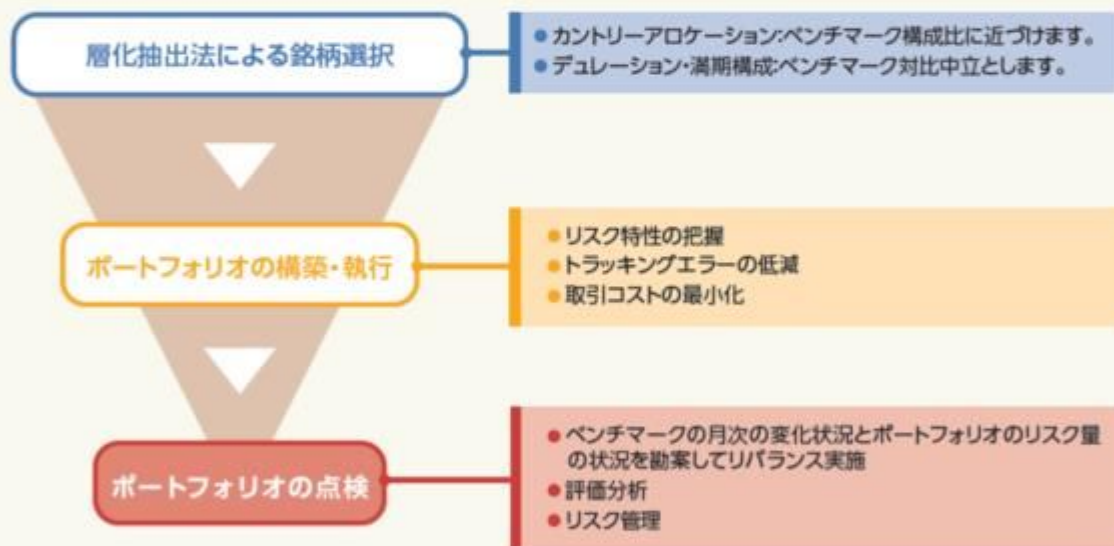 層化抽出法による銘柄選択
●カントリーアロケーション:ベンチマーク構成比に近づけます。
●デュレーション・満期構成:ベンチマーク対比中立とします。
ポートフォリオの構築・執行
●リスク特性の把握
●トラッキングエラーの低減
●取引コストの最小化
ポートフォリオの点検
●ベンチマークの月次の変化状況とポートフォリオのリスク量
の状況を勘案してリバランス実施
●評価分析
●リスク管理